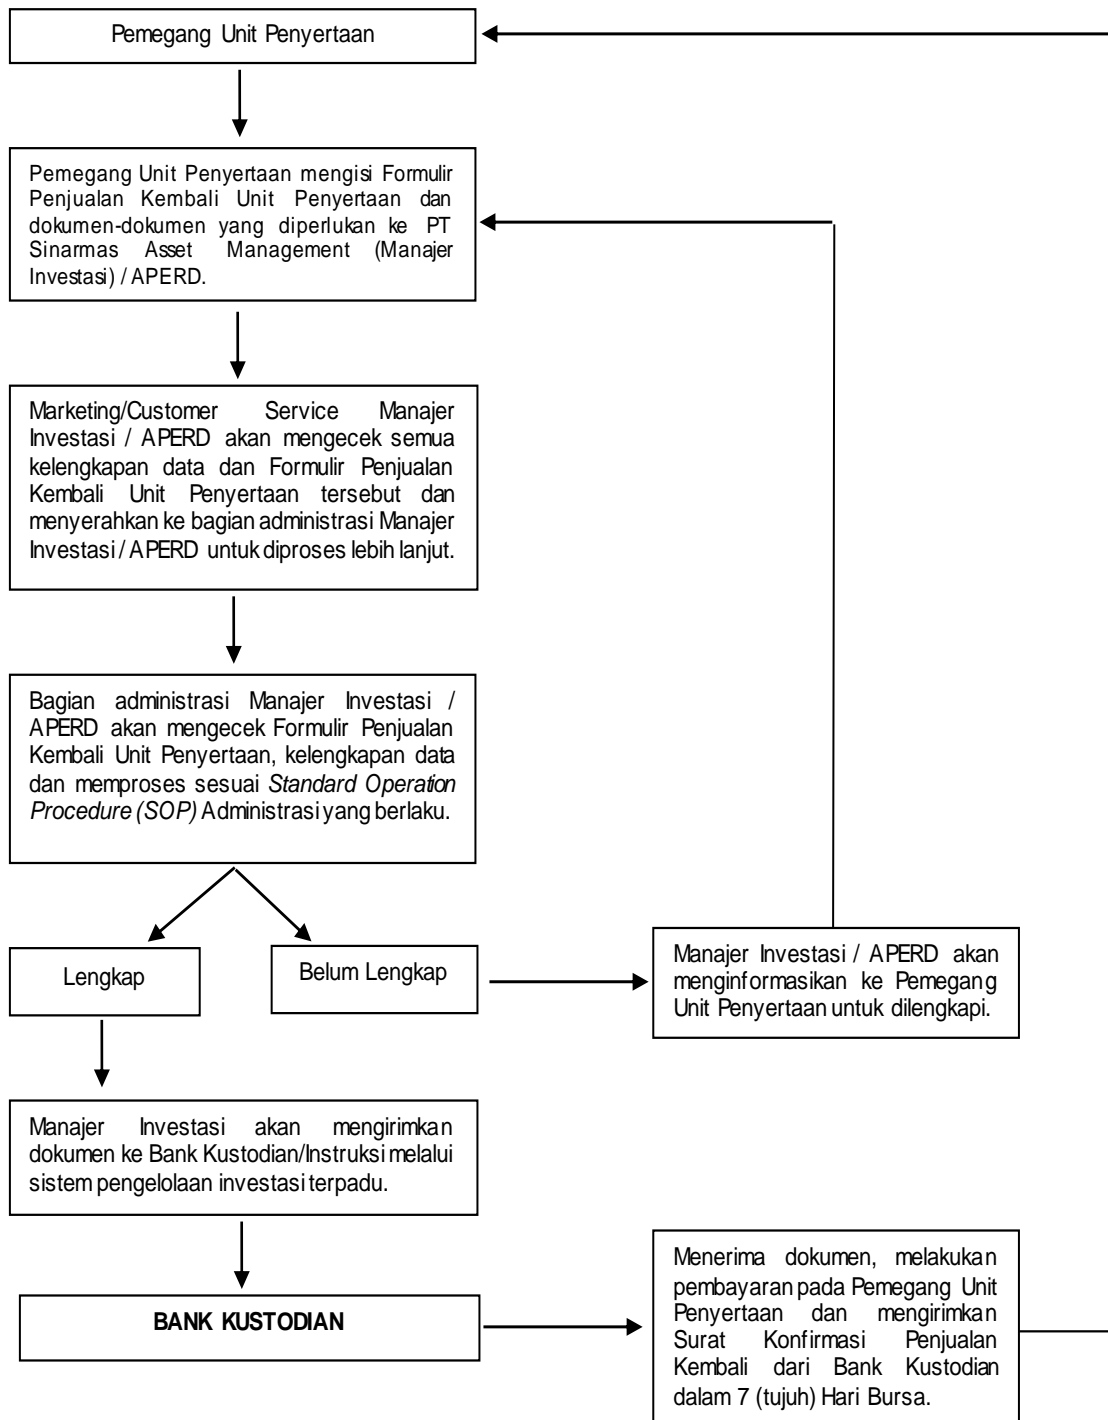 Pemegang Unit Penyertaan
Pemegang Unit Penyertaan mengisi Formulir
Penjualan Kembali Unit Penyertaan dan
dokumen-dokumen yang diperlukan ke PT
Sinarmas Asset Management (Manajer
Investasi) / APERD.
Marketing/Customer Service Manajer
Investasi / APERD akan mengecek semua
kelengkapan data dan Formulir Penjualan
Kembali Unit Penyertaan tersebut dan
menyerahkan ke bagian administrasi Manajer
Investasi / APERD untuk diproses lebih lanjut.
Bagian administrasi Manajer Investasi /
APERD akan mengecek Formulir Penjualan
Kembali Unit Penyertaan, kelengkapan data
dan memproses sesuai Standard Operation
Procedure (SOP) Administrasi yang berlaku.
Lengkap
Belum Lengkap
Manajer Investasi / APERD akan
menginformasikan ke Pemegang
Unit Penyertaan untuk dilengkapi.
Manajer Investasi akan mengirimkan
dokumen ke Bank Kustodian/Instruksi melalui
sistem pengelolaan investasi terpadu.
BANK KUSTODIAN
Menerima dokumen, melakukan
pembayaran pada Pemegang Unit
Penyertaan dan mengirimkan
Surat Konfirmasi Penjualan
Kembali dari Bank Kustodian
dalam 7 (tujuh) Hari Bursa.